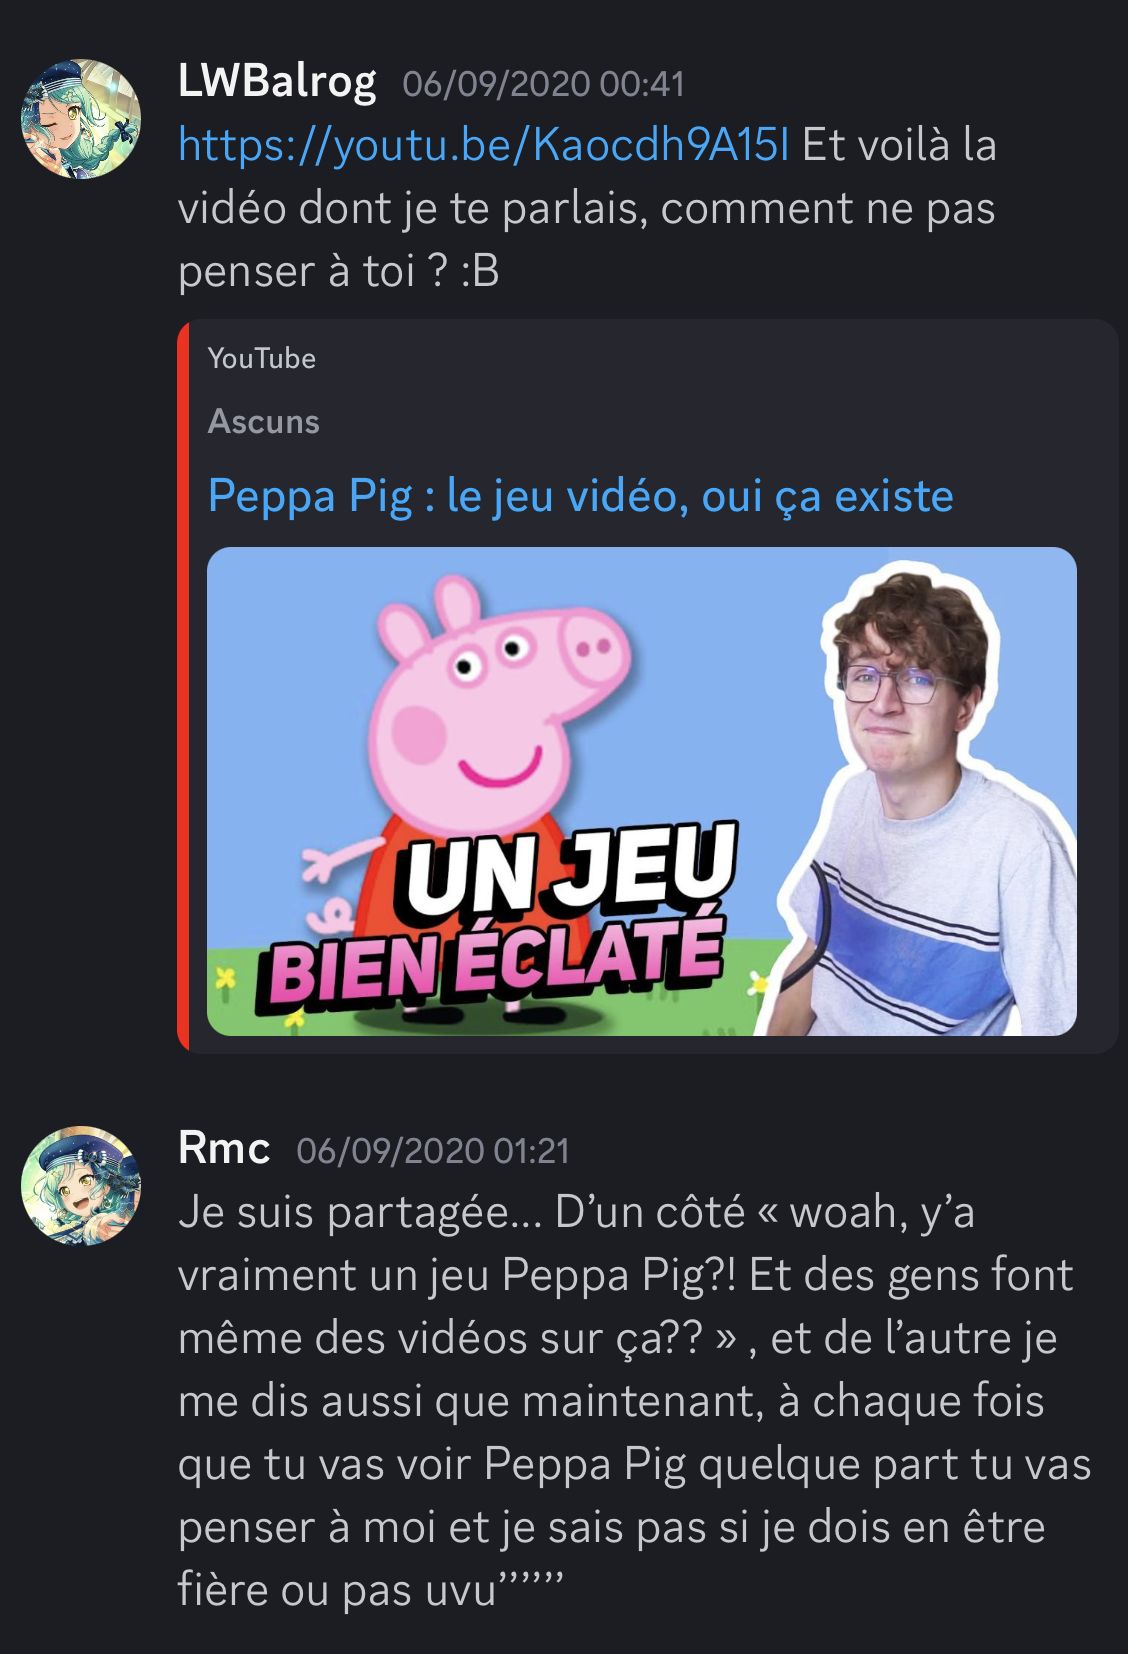 LWBalrog 06/09/2020 00:41
https://youtu.be/Kaocdh9A15I Et voilà la
vidéo dont je te parlais, comment ne pas
penser à toi ? :B
YouTube
Ascuns
Peppa Pig : le jeu vidéo, oui ça existe
UN JEU
BIEN ÉCLATÉ
Rmc 06/09/2020 01:21
Je suis partagée... D’un côté « woah, y’a
vraiment un jeu Peppa Pig?! Et des gens font
même des vidéos sur ça?? » , et de l’autre je
me dis aussi que maintenant, à chaque fois
que tu vas voir Peppa Pig quelque part tu vas
penser à moi et je sais pas si je dois en être
fière ou pas uvu’’’’’’